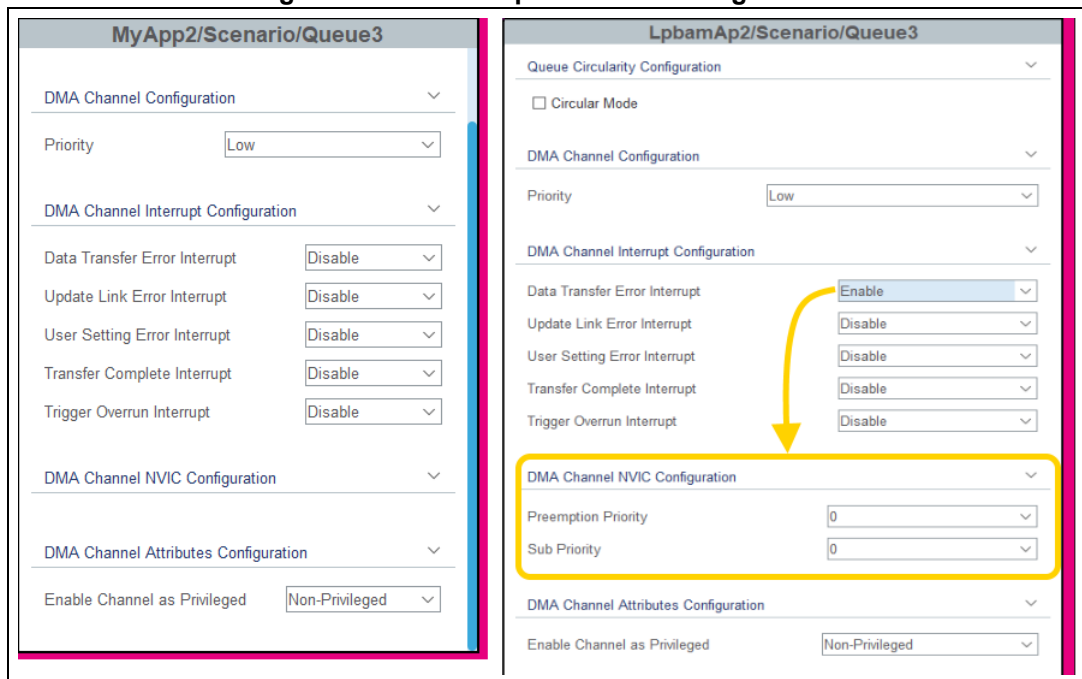 MyApp2/Scenario/Queue3
DMA Channel Configuration
Priority Low
DMA Channel Interrupt Configuration
Data Transfer Error Interrupt Disable
Update Link Error Interrupt Disable
User Setting Error Interrupt Disable
Transfer Complete Interrupt Disable
Trigger Overrun Interrupt Disable
DMA Channel NVIC Configuration
DMA Channel Attributes Configuration
Enable Channel as Privileged Non-Privileged
LpbamAp2/Scenario/Queue3
Queue Circularity Configuration
Circular Mode
DMA Channel Configuration
Priority Low
DMA Channel Interrupt Configuration
Data Transfer Error Interrupt Enable
Update Link Error Interrupt Disable
User Setting Error Interrupt Disable
Transfer Complete Interrupt Disable
Trigger Overrun Interrupt Disable
DMA Channel NVIC Configuration
Preemption Priority 0
Sub Priority 0
DMA Channel Attributes Configuration
Enable Channel as Privileged Non-Privileged